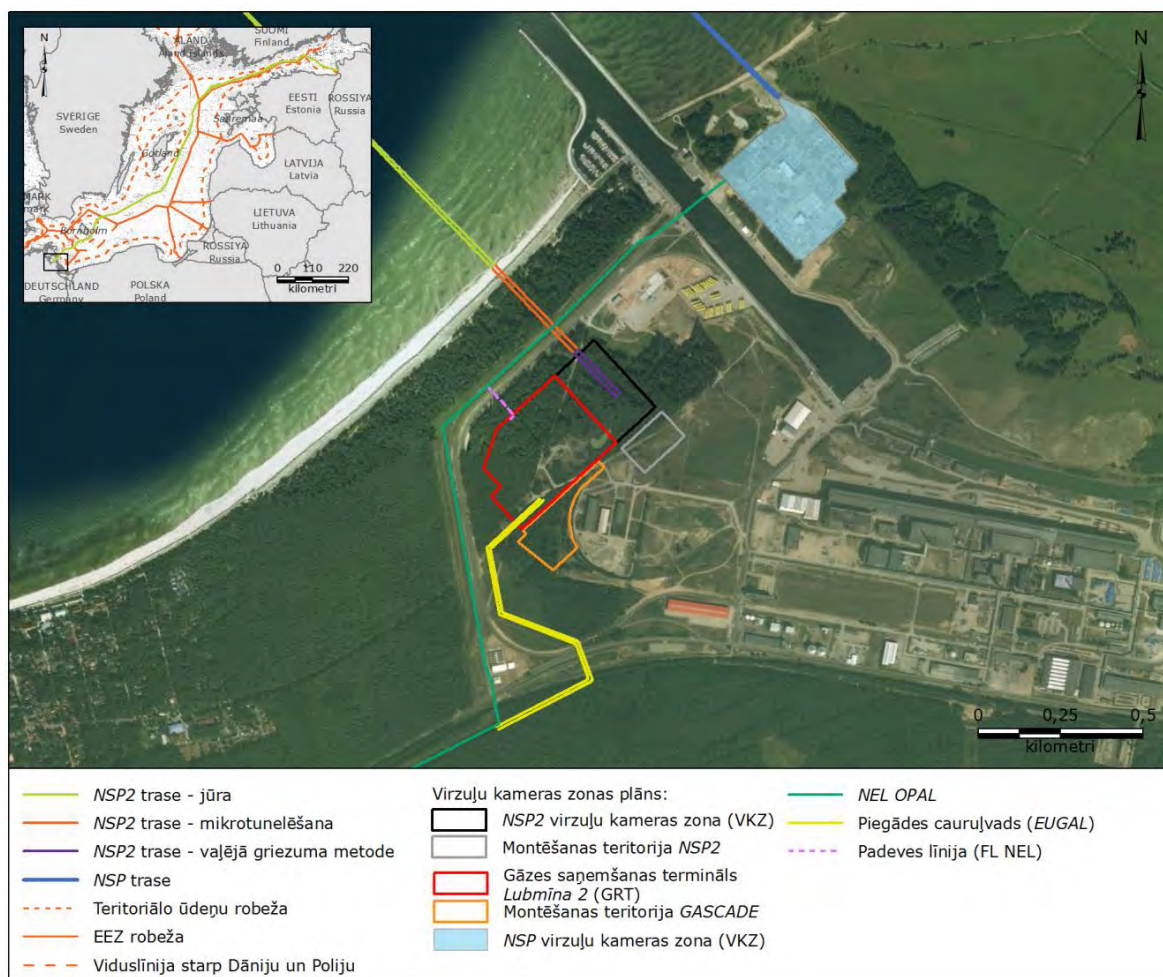 N
ÅLAND
Åland Islands
SUOMI
Finland
SVERIGE
Sweden
EESTI
Estonia
ROSSIYA
Russia
Saaremaa
Gotland
LATVIJA
Latvia
LIETUVA
Lithuania
Bornholm
ROSSIYA
Russia
DEUTSCHLAND
Germany
POLSKA
Poland
0 110 220
kilometri
N
0 0,25 0,5
kilometri
NSP2 trase - jūra
NSP2 trase - mikrotunelēšana
NSP2 trase - vaļējā griezuma metode
NSP trase
Teritoriālo ūdeņu robeža
EEZ robeža
Viduslīnija starp Dāniju un Poliju
Virzuļu kameras zonas plāns:
NSP2 virzuļu kameras zona (VKZ)
Montēšanas teritorija NSP2
Gāzes saņemšanas termināls
Lubmīna 2 (GRT)
Montēšanas teritorija GASCADE
NSP virzuļu kameras zona (VKZ)
NEL OPAL
Piegādes cauruļvads (EUGAL)
Padeves līnija (FL NEL)